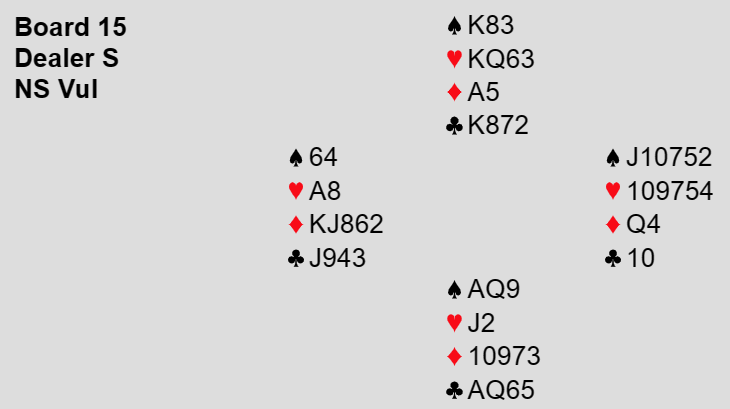 Board 15
Dealer S
NS Vul
♠ K83
♥ KQ63
♦ A5
♣ K872
♠ 64 ♠ J10752
♥ A8 ♥ 109754
♦ KJ862 ♦ Q4
♣ J943 ♣ 10
♠ AQ9
♥ J2
♦ 10973
♣ AQ65